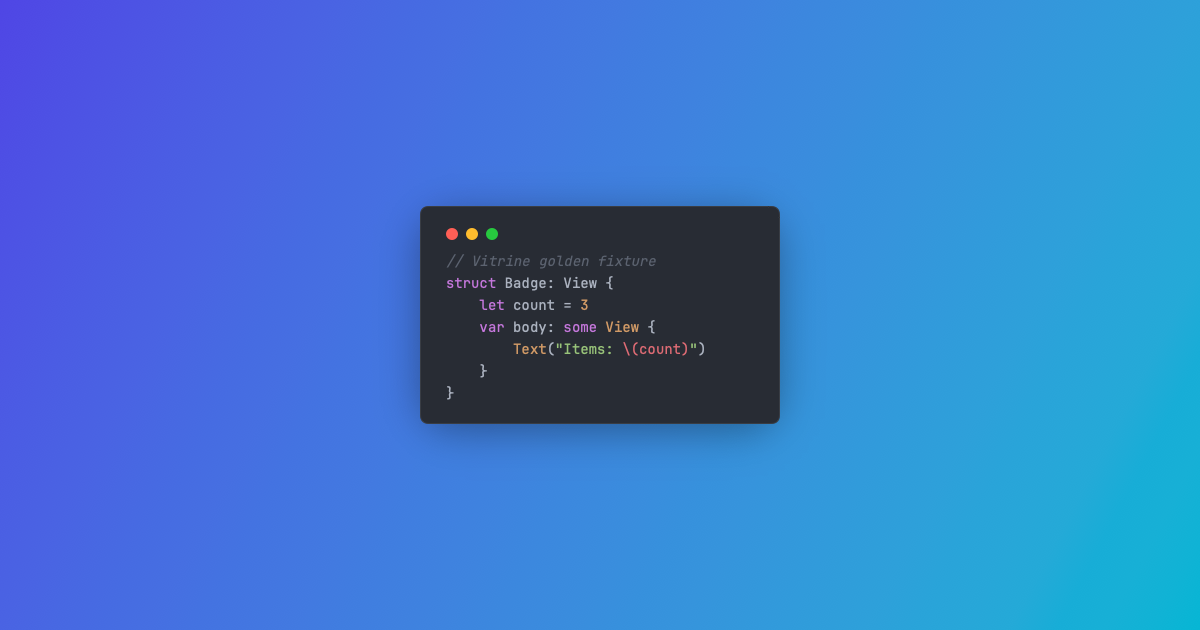 // Vitrine golden fixture
struct Badge: View {
    let count = 3
    var body: some View {
        Text("Items: \(count)")
    }
}